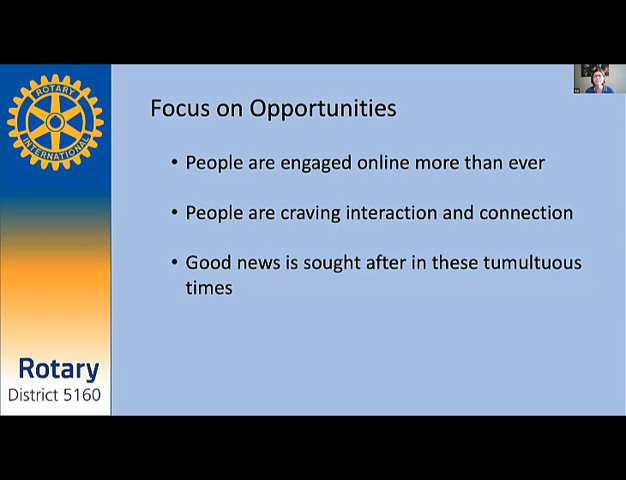 ROTARY
INTERNATIONAL
Focus on Opportunities
• People are engaged online more than ever
• People are craving interaction and connection
• Good news is sought after in these tumultuous
times
Rotary
District 5160